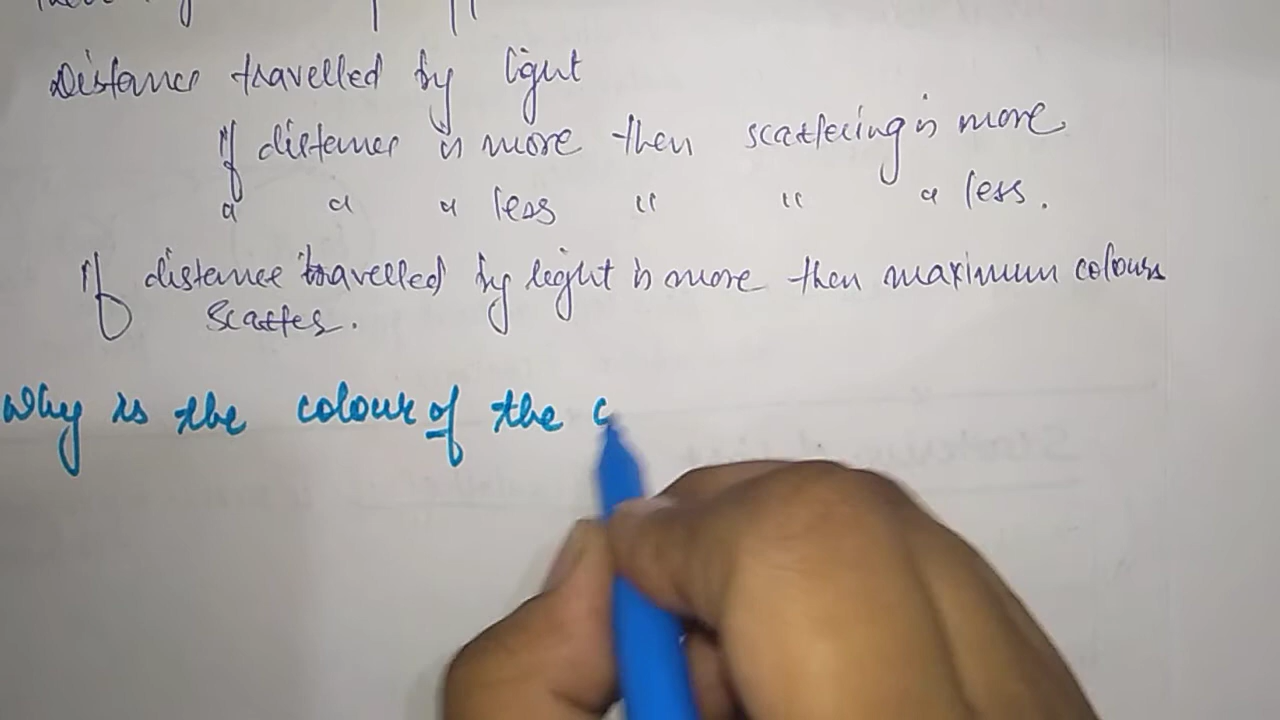 Distance travelled by light
If distance is more then scattering is more
" " " less " " " less.
If distance travelled by light is more then maximum colours
scatter.
Why is the colour of the c